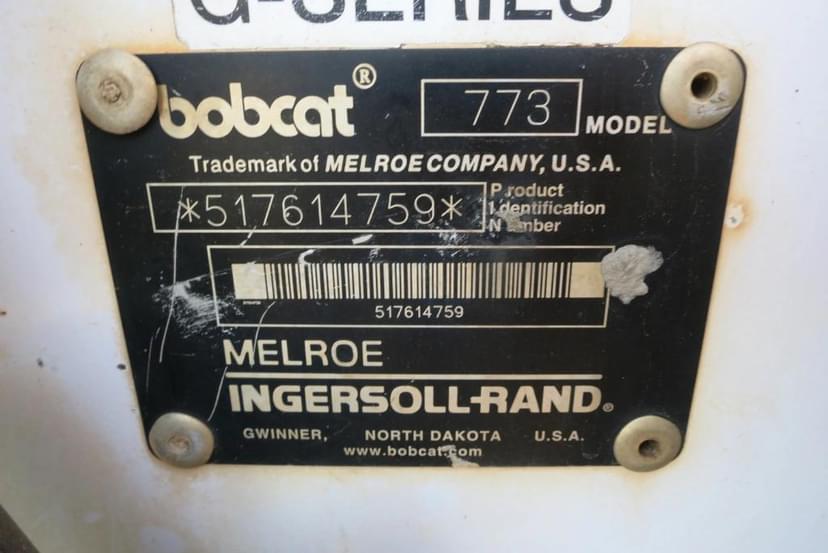 G-SERIES
bobcat®
773 MODEL
Trademark of MELROE COMPANY, U.S.A.
*517614759*
Product
Identification
Number
517614759
MELROE
INGERSOLL-RAND®
GWINNER, NORTH DAKOTA U.S.A.
www.bobcat.com